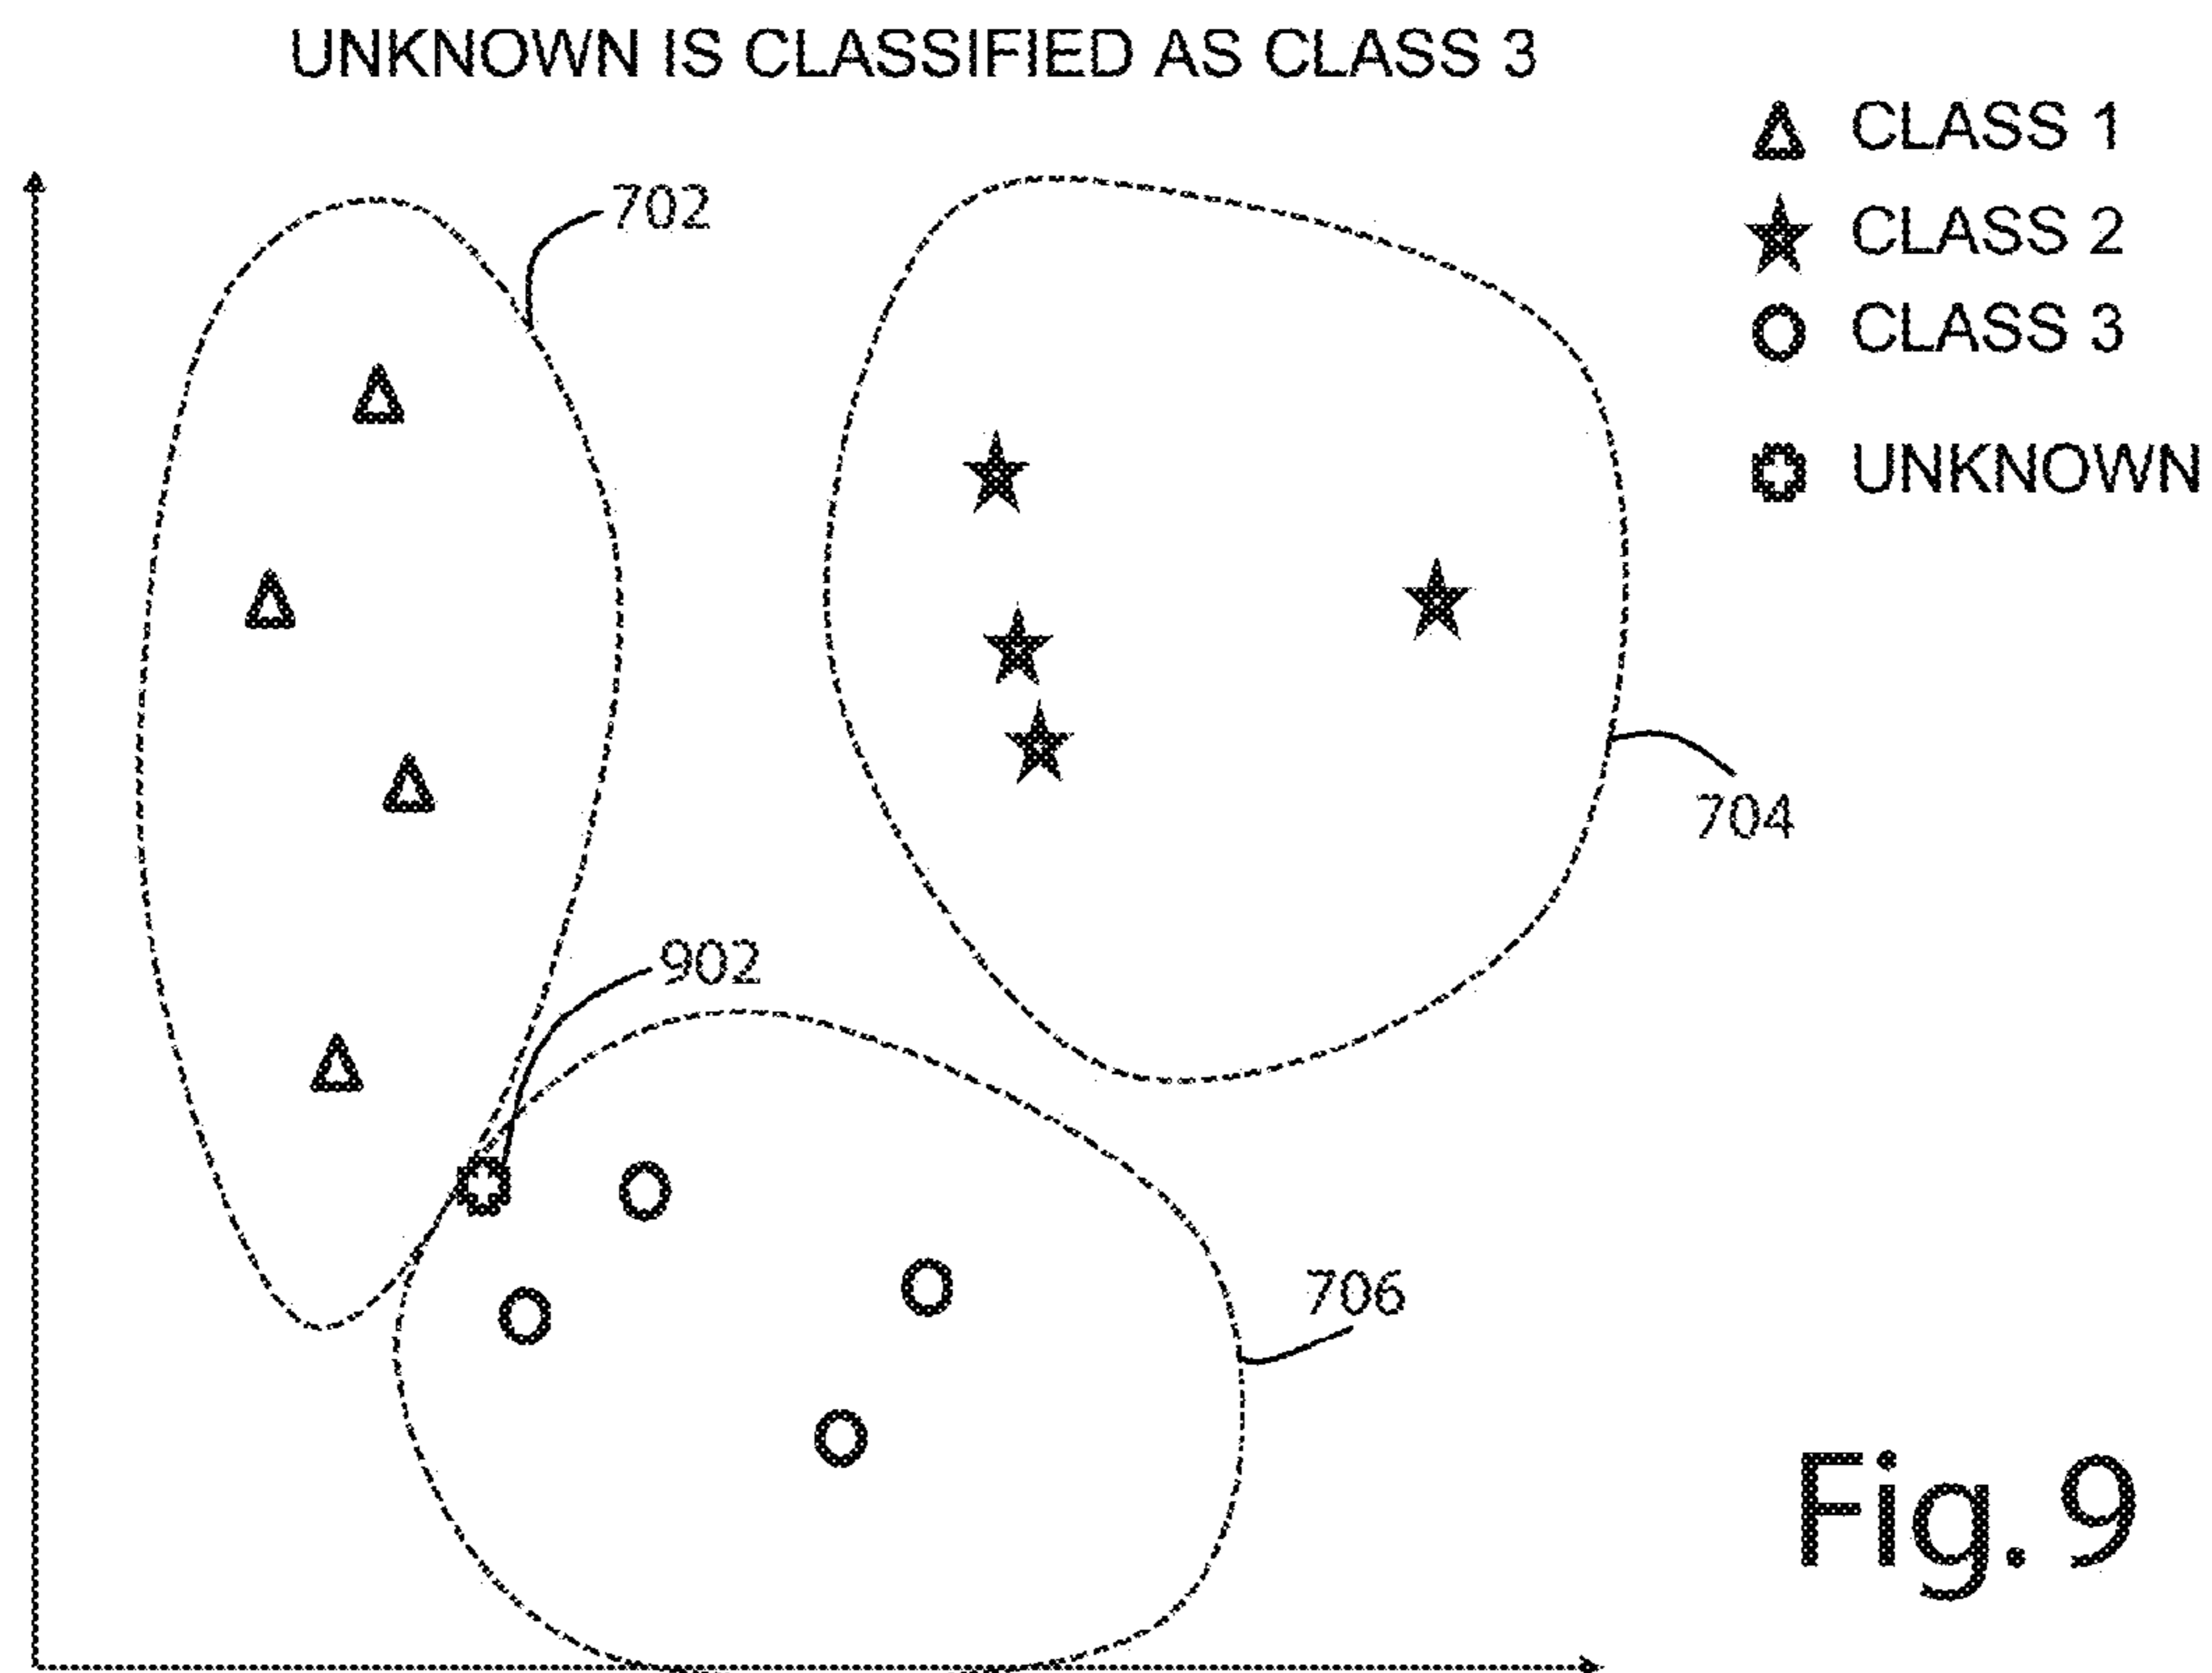 UNKNOWN IS CLASSIFIED AS CLASS 3
CLASS 1
CLASS 2
CLASS 3
UNKNOWN
702
704
902
706
Fig. 9